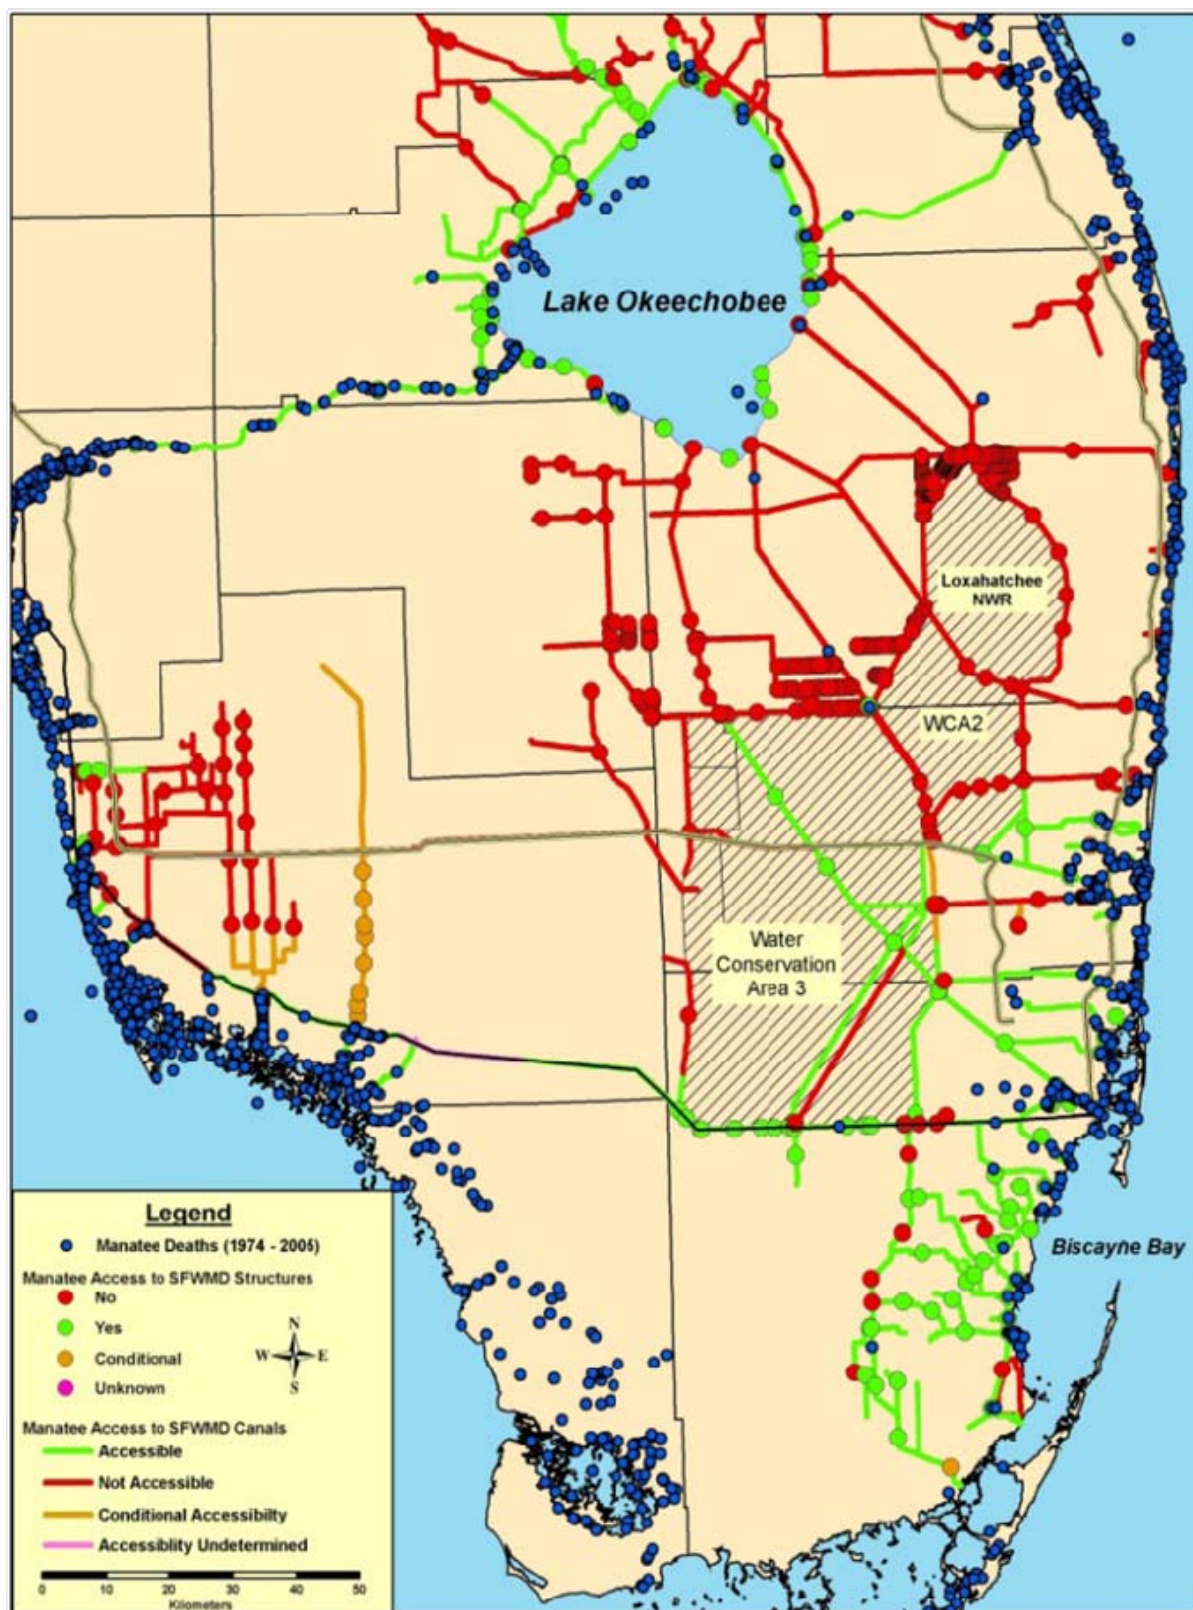 Lake Okeechobee
Loxahatchee
NWR
WCA2
Water
Conservation
Area 3
Biscayne Bay
Legend
Manatee Deaths (1974 - 2005)
Manatee Access to SFWMD Structures
No
Yes
Conditional
Unknown
N
W E
S
Manatee Access to SFWMD Canals
Accessible
Not Accessible
Conditional Accessibilty
Accessiblity Undetermined
0 10 20 30 40 50
Kilometers